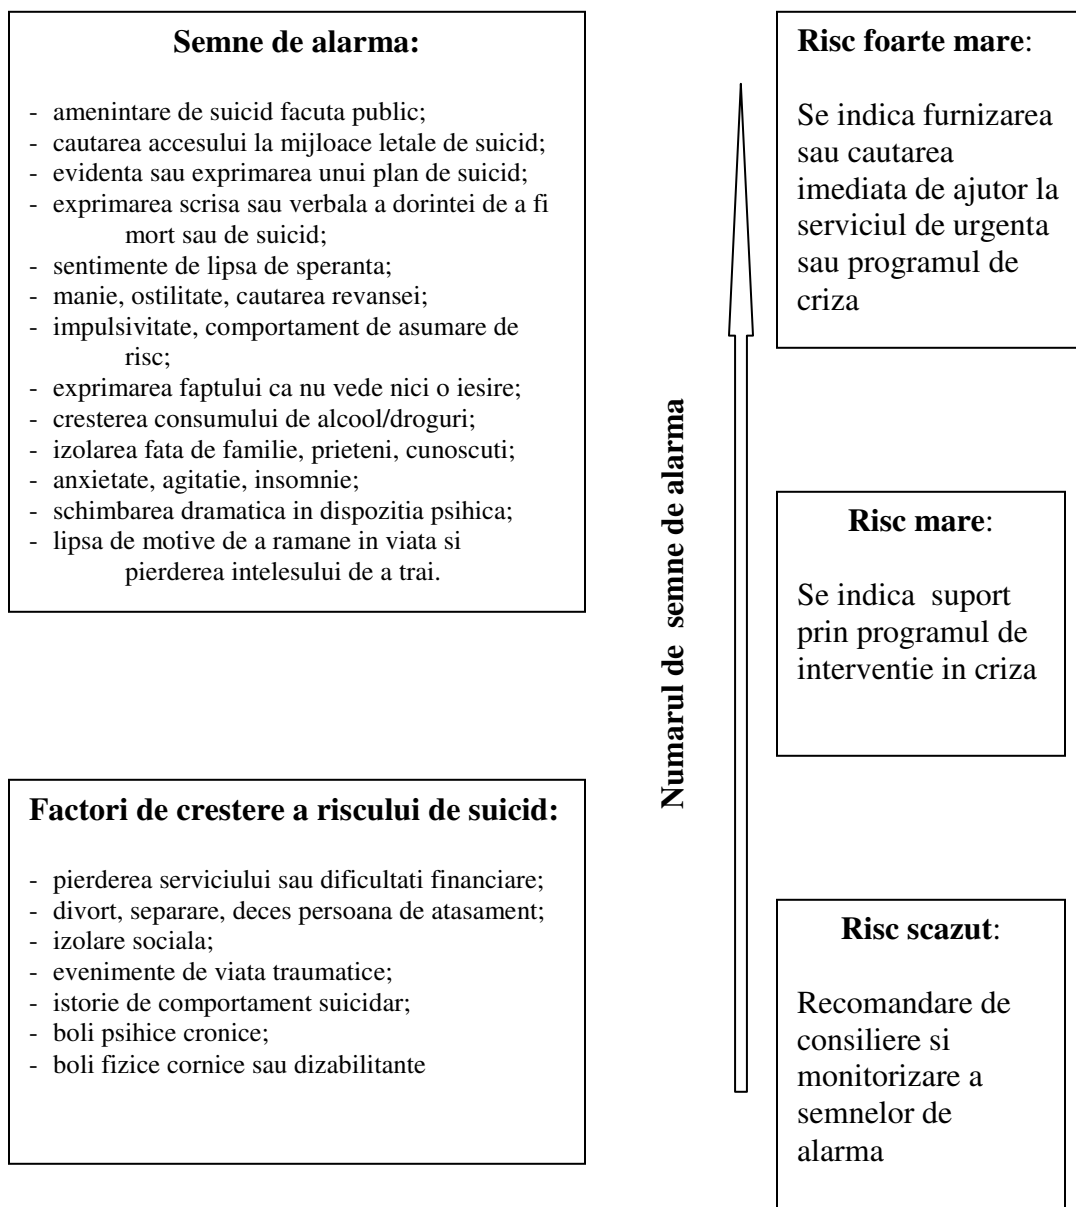 Semne de alarma:
- amenintare de suicid facuta public;
- cautarea accesului la mijloace letale de suicid;
- evidenta sau exprimarea unui plan de suicid;
- exprimarea scrisa sau verbala a dorintei de a fi
mort sau de suicid;
- sentimente de lipsa de speranta;
- manie, ostilitate, cautarea revansei;
- impulsivitate, comportament de asumare de
risc;
- exprimarea faptului ca nu vede nici o iesire;
- cresterea consumului de alcool/droguri;
- izolarea fata de familie, prieteni, cunoscuti;
- anxietate, agitatie, insomnie;
- schimbarea dramatica in dispozitia psihica;
- lipsa de motive de a ramane in viata si
pierderea intelesului de a trai.
Factori de crestere a riscului de suicid:
- pierderea serviciului sau dificultati financiare;
- divort, separare, deces persoana de atasament;
- izolare sociala;
- evenimente de viata traumatice;
- istorie de comportament suicidar;
- boli psihice cronice;
- boli fizice cornice sau dizabilitante
Numarul de semne de alarma
Risc foarte mare:
Se indica furnizarea
sau cautarea
imediata de ajutor la
serviciul de urgenta
sau programul de
criza
Risc mare:
Se indica suport
prin programul de
interventie in criza
Risc scazut:
Recomandare de
consiliere si
monitorizare a
semnelor de
alarma